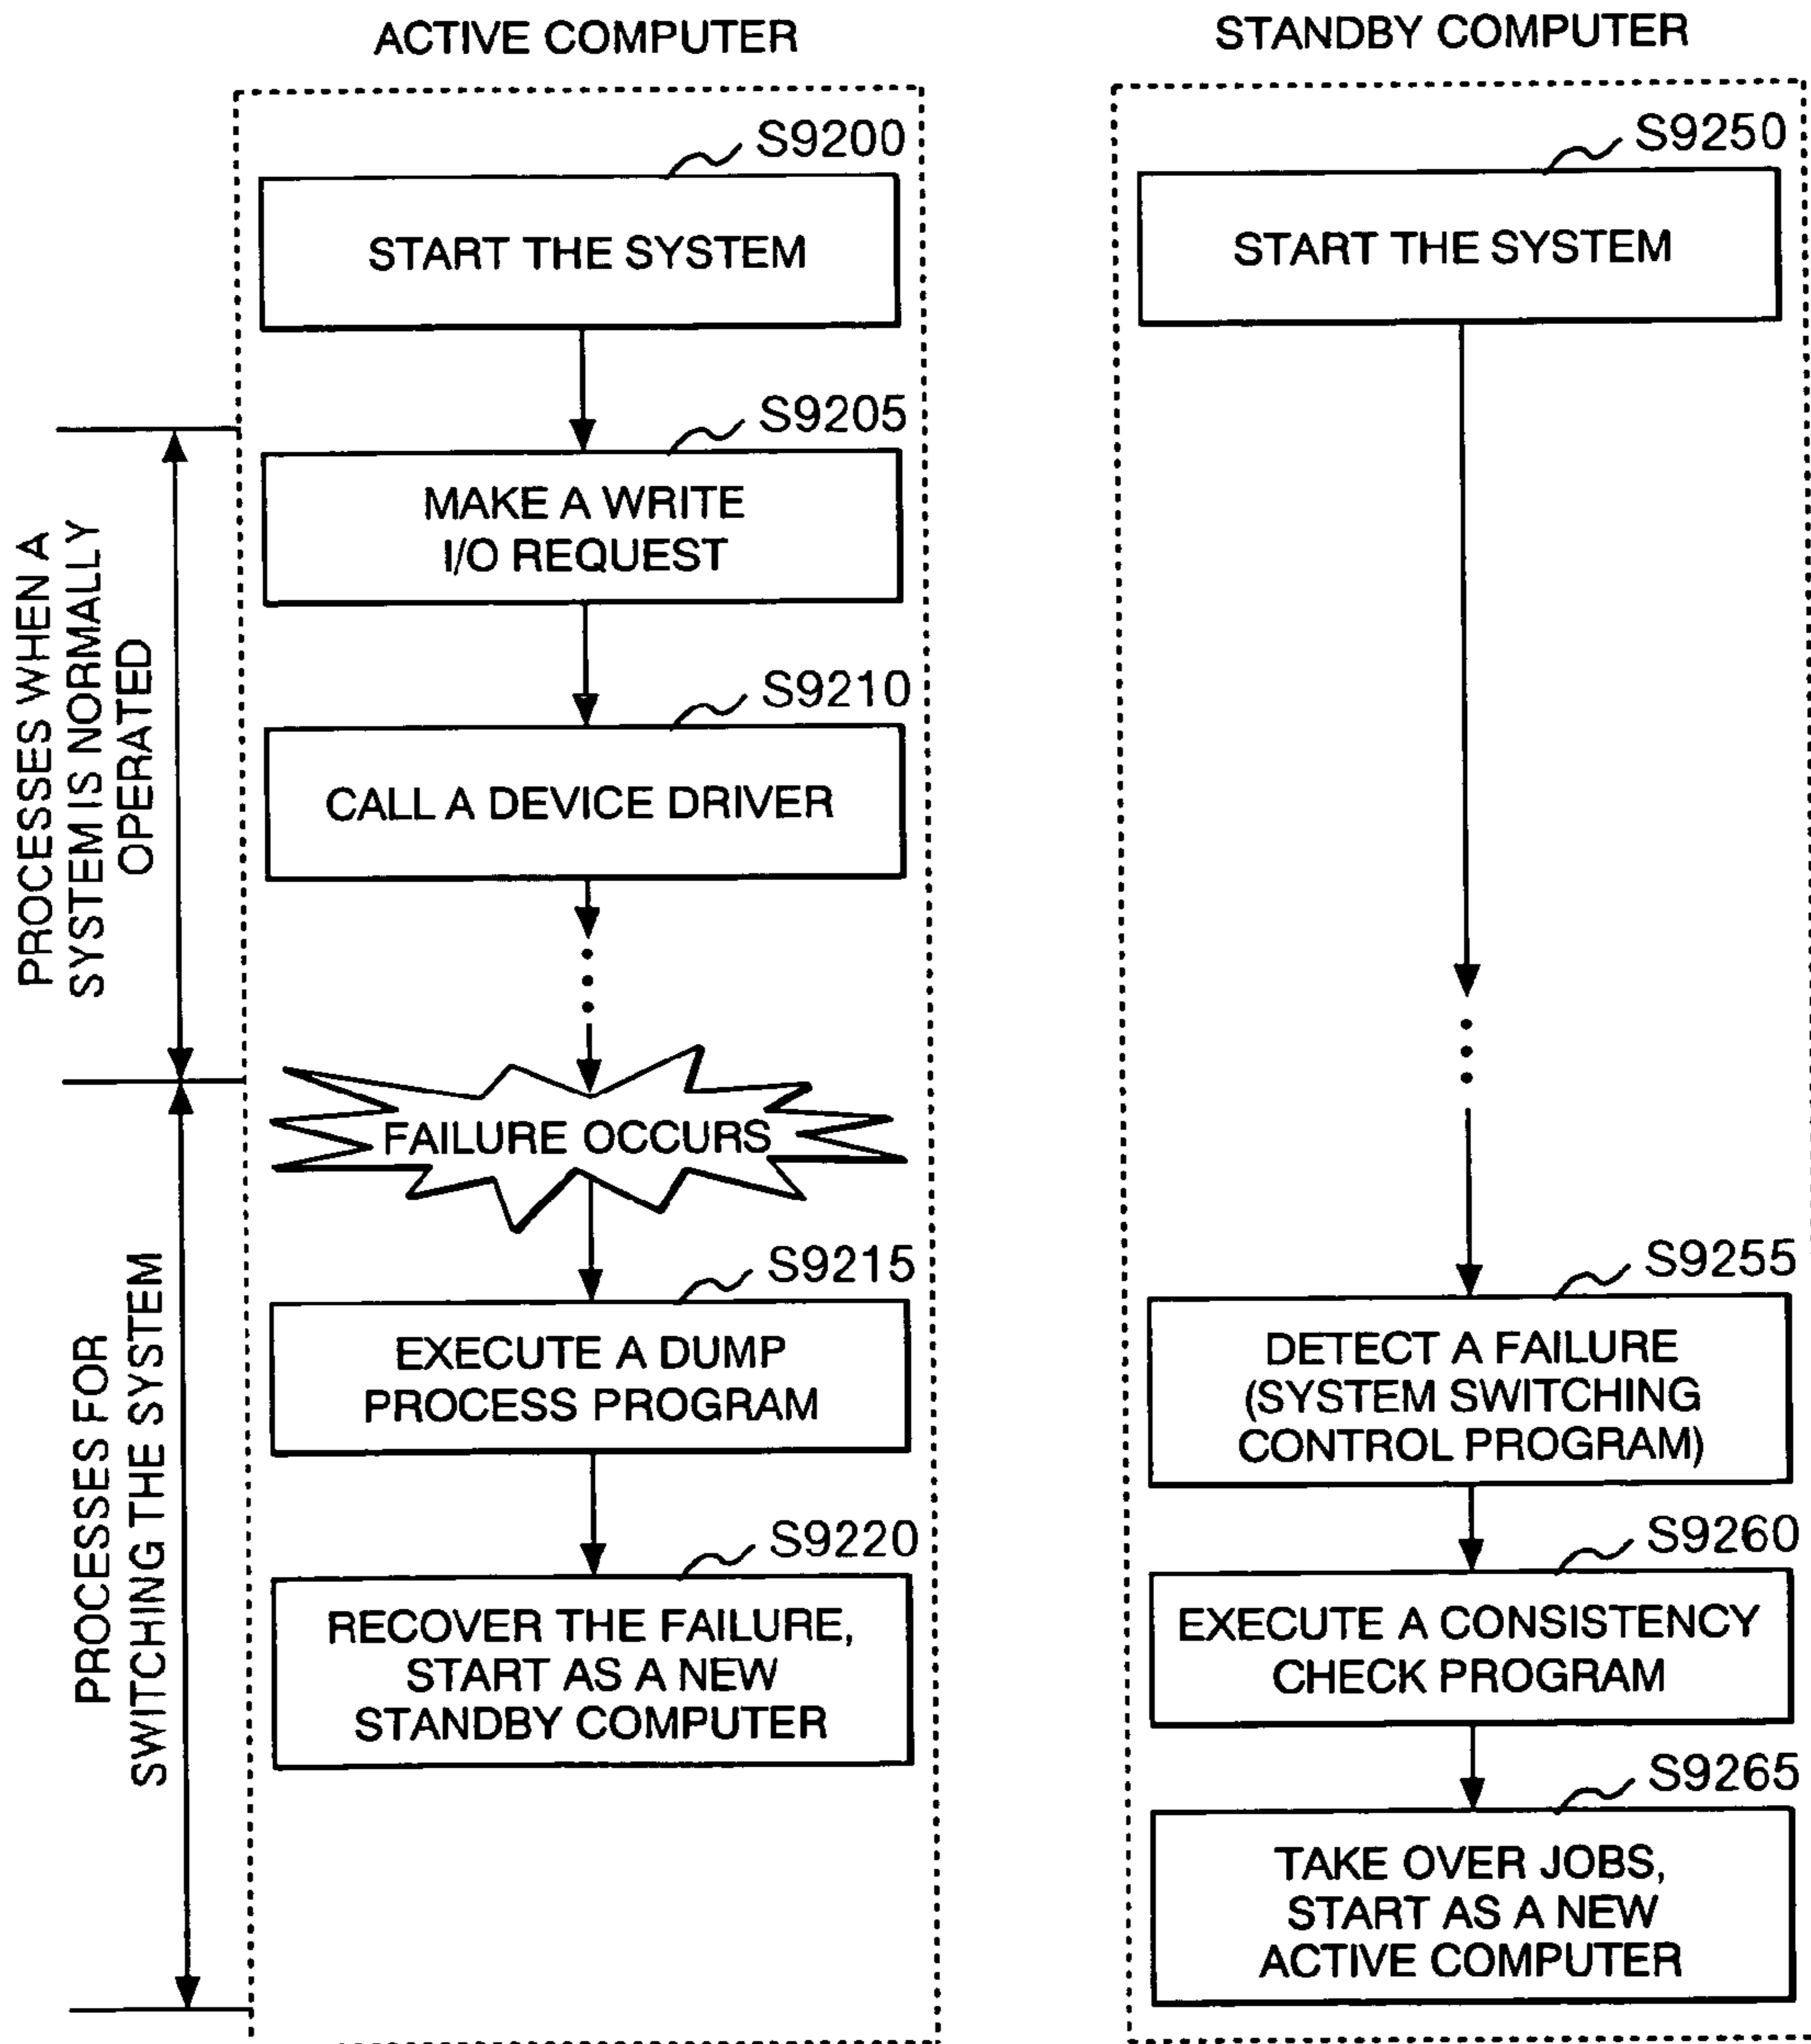 ACTIVE COMPUTER
S9200
START THE SYSTEM
S9205
MAKE A WRITE
I/O REQUEST
S9210
CALL A DEVICE DRIVER
FAILURE OCCURS
S9215
EXECUTE A DUMP
PROCESS PROGRAM
S9220
RECOVER THE FAILURE,
START AS A NEW
STANDBY COMPUTER
PROCESSES WHEN A
SYSTEM IS NORMALLY
OPERATED
PROCESSES FOR
SWITCHING THE SYSTEM
STANDBY COMPUTER
S9250
START THE SYSTEM
S9255
DETECT A FAILURE
(SYSTEM SWITCHING
CONTROL PROGRAM)
S9260
EXECUTE A CONSISTENCY
CHECK PROGRAM
S9265
TAKE OVER JOBS,
START AS A NEW
ACTIVE COMPUTER